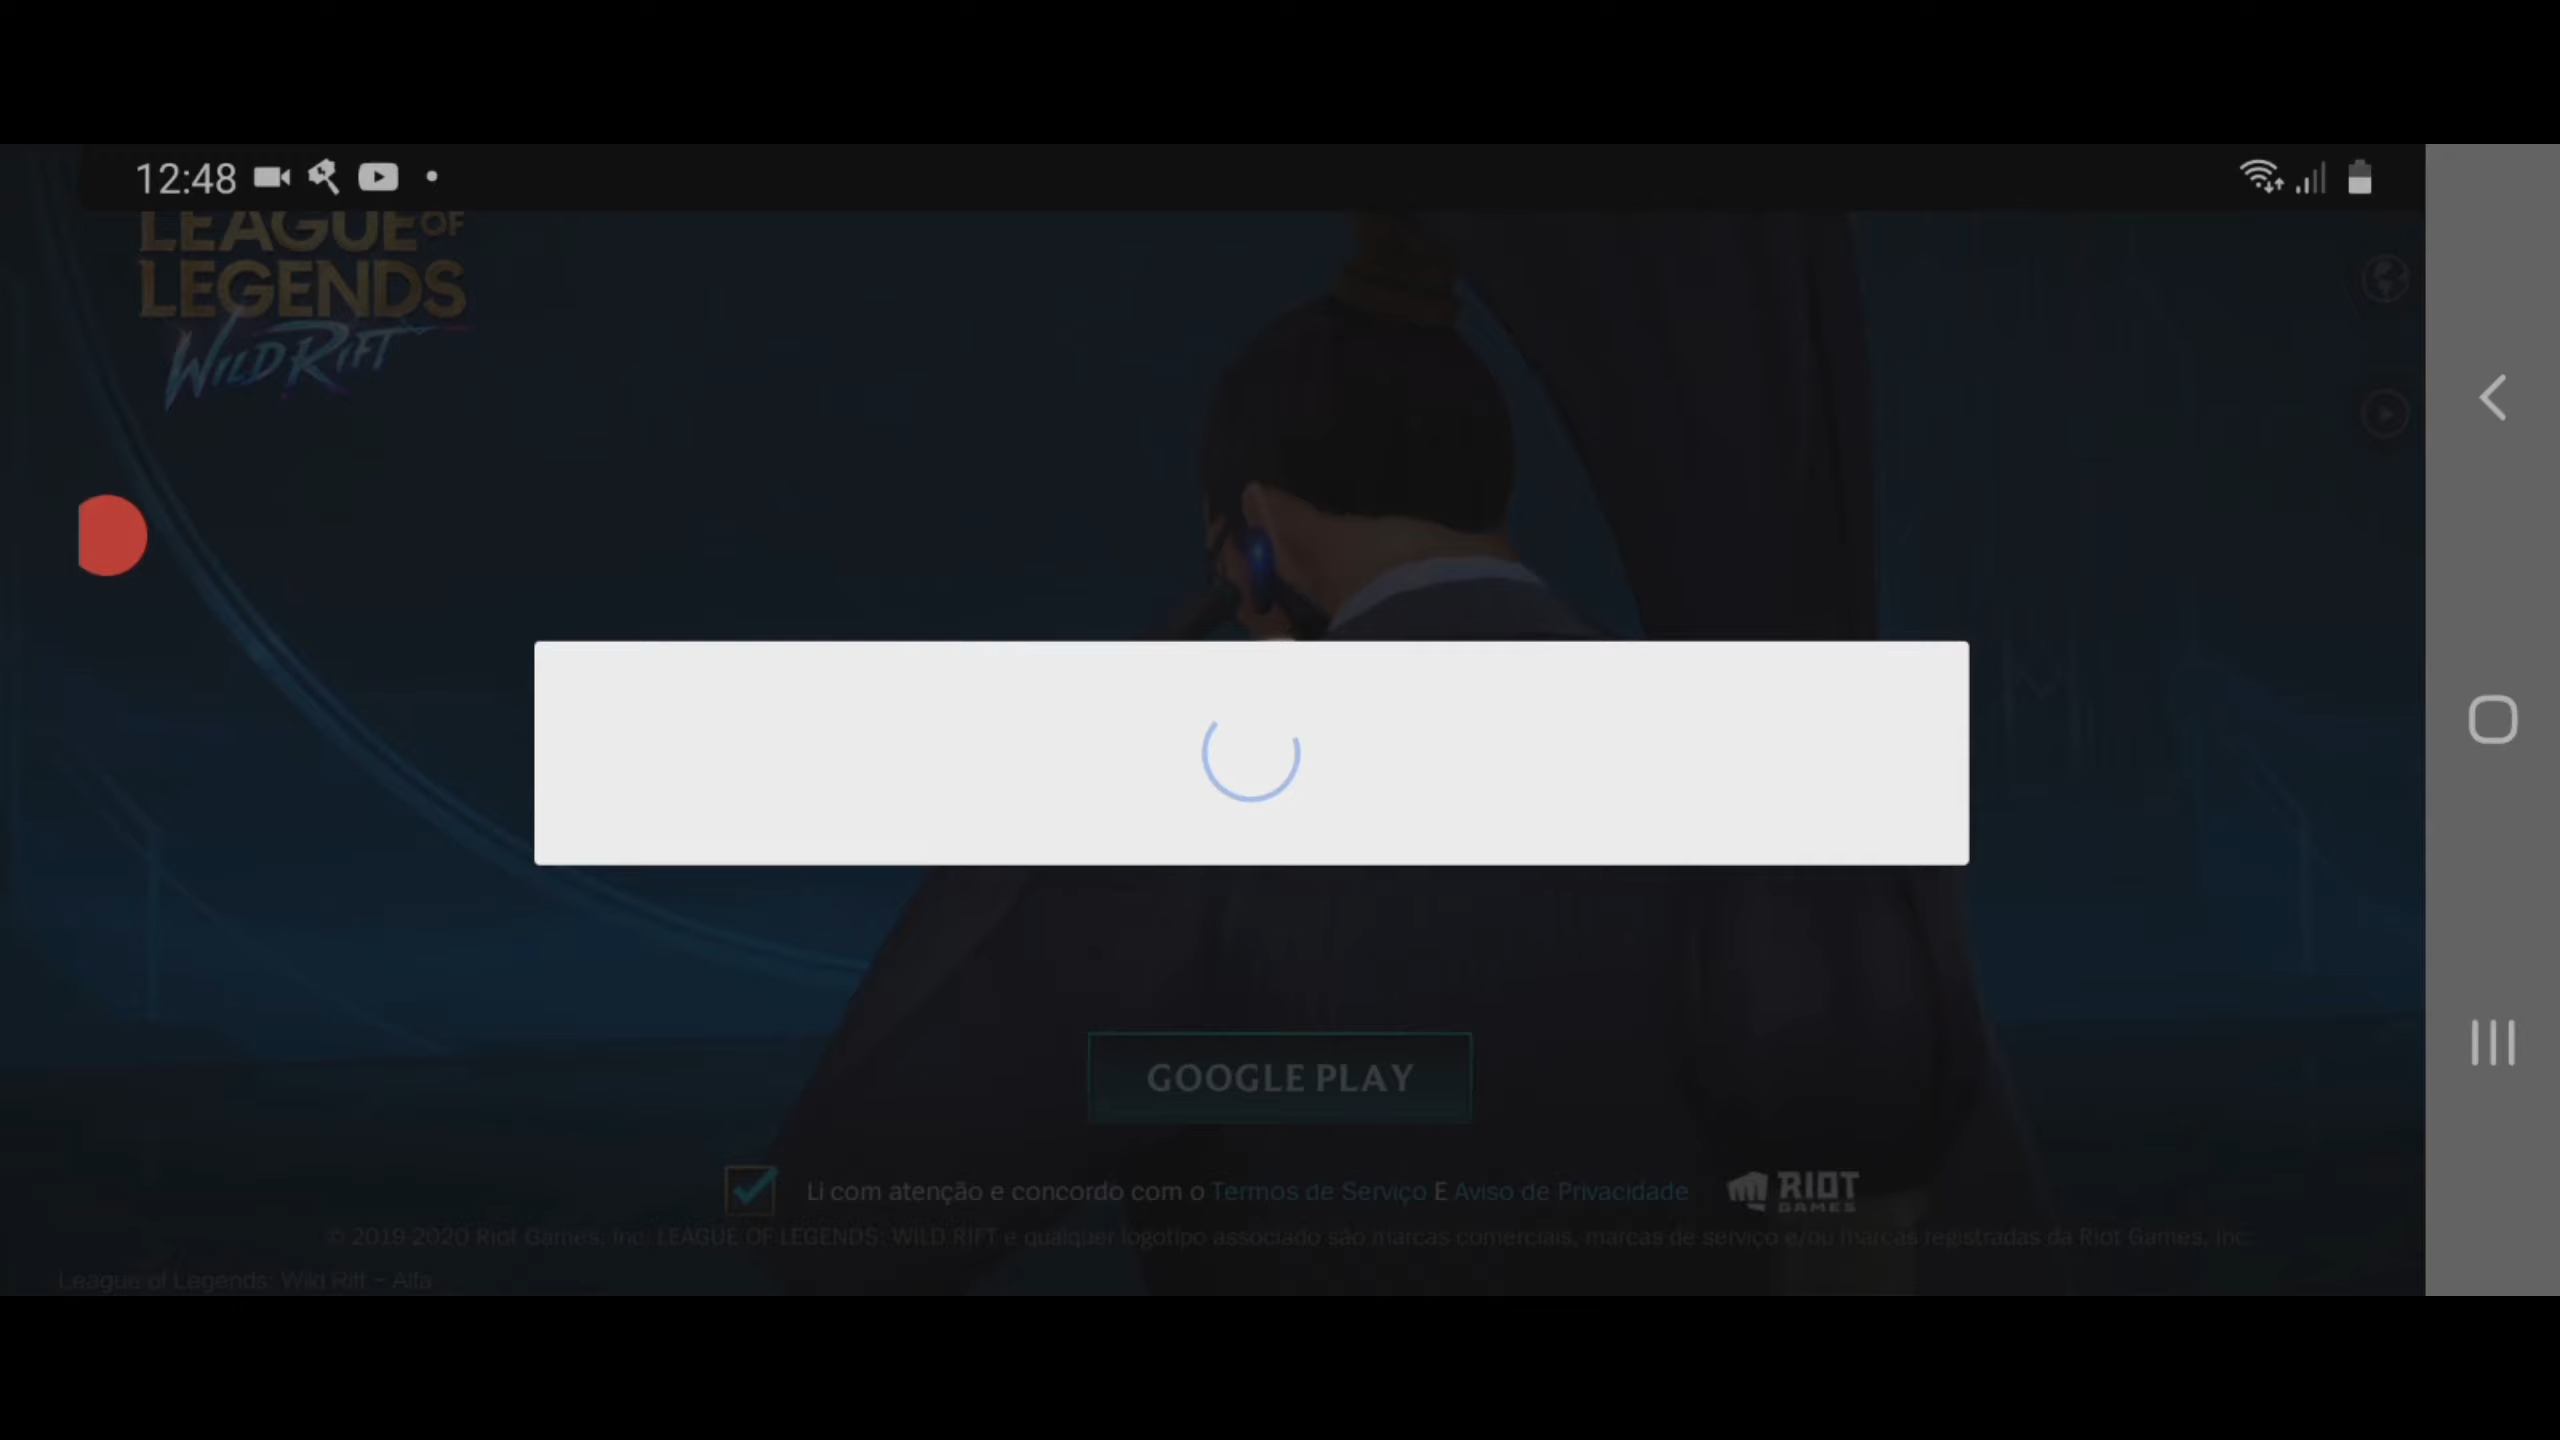 12:48
LEAGUE OF
LEGENDS
WILD RIFT
GOOGLE PLAY
Li com atenção e concordo com o Termos de Serviço E Aviso de Privacidade
RIOT
GAMES
© 2019-2020 Riot Games, Inc. LEAGUE OF LEGENDS: WILD RIFT e qualquer logotipo associado são marcas comerciais, marcas de serviço e/ou marcas registradas da Riot Games, Inc.
League of Legends: Wild Rift - Alfa